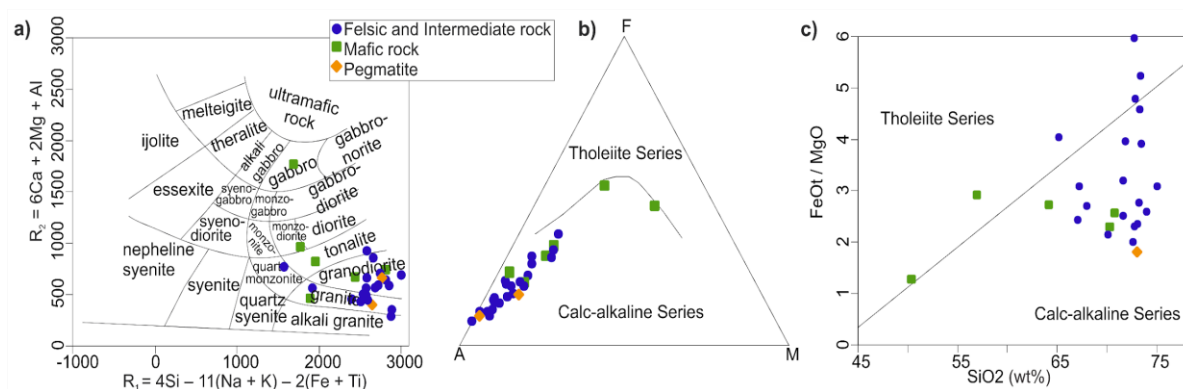 a)
3000
2500
2000
1500
1000
500
0
R₂ = 6Ca + 2Mg + Al
-1000
0
1000
2000
3000
R₁ = 4Si – 11(Na + K) – 2(Fe + Ti)
ultramafic
rock
melteigite
ijolite
theralite
alkali
gabbro
gabbro
gabbro-
norite
essexite
syeno-
gabbro
monzo-
gabbro
gabbro-
diorite
syeno-
diorite
monzo-
nite
monzo-
diorite
diorite
nepheline
syenite
tonalite
syenite
quartz
monzonite
granodiorite
quartz
syenite
granite
alkali granite
Felsic and Intermediate rock
Mafic rock
Pegmatite
b)
F
Tholeiite Series
Calc-alkaline Series
A
M
c)
6
5
4
3
2
1
0
FeOt / MgO
Tholeiite Series
Calc-alkaline Series
45
55
65
75
SiO2 (wt%)